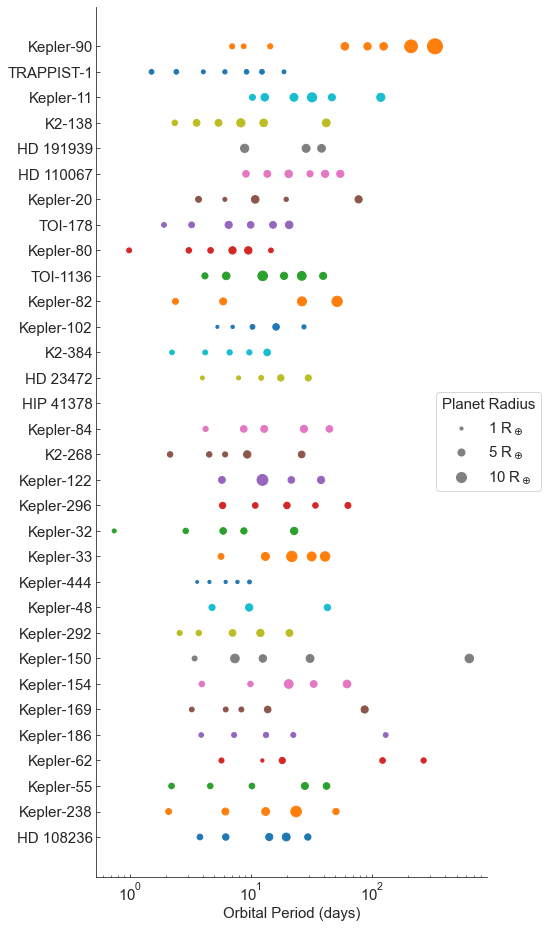 Kepler-90
TRAPPIST-1
Kepler-11
K2-138
HD 191939
HD 110067
Kepler-20
TOI-178
Kepler-80
TOI-1136
Kepler-82
Kepler-102
K2-384
HD 23472
HIP 41378
Kepler-84
K2-268
Kepler-122
Kepler-296
Kepler-32
Kepler-33
Kepler-444
Kepler-48
Kepler-292
Kepler-150
Kepler-154
Kepler-169
Kepler-186
Kepler-62
Kepler-55
Kepler-238
HD 108236
Planet Radius
1 R⊕
5 R⊕
10 R⊕
10⁰ 10¹ 10²
Orbital Period (days)